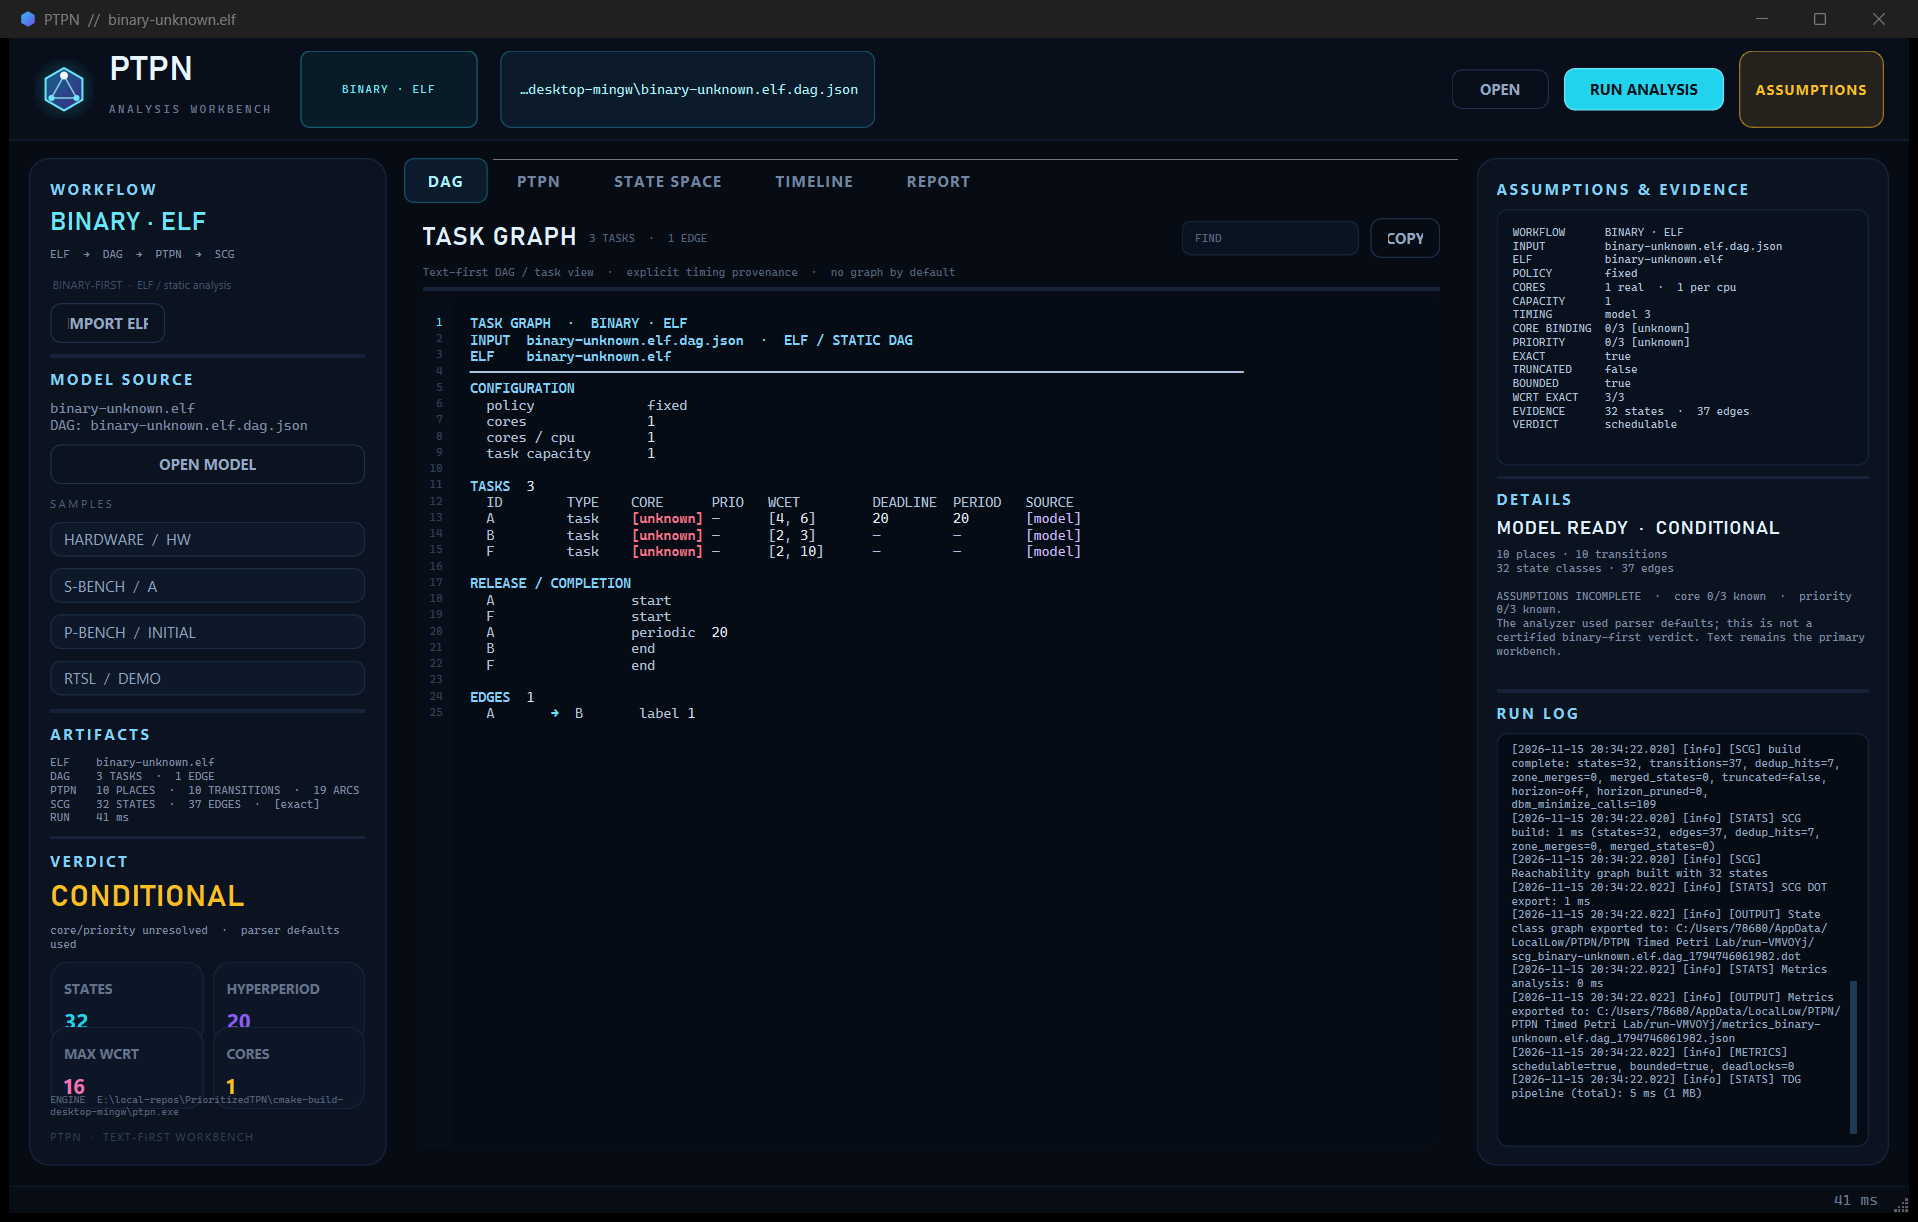 PTPN // binary-unknown.elf
PTPN
ANALYSIS WORKBENCH
BINARY · ELF
…desktop-mingw\binary-unknown.elf.dag.json
OPEN
RUN ANALYSIS
ASSUMPTIONS
WORKFLOW
BINARY · ELF
ELF → DAG → PTPN → SCG
BINARY-FIRST · ELF / static analysis
IMPORT ELF
MODEL SOURCE
binary-unknown.elf
DAG: binary-unknown.elf.dag.json
OPEN MODEL
SAMPLES
HARDWARE / HW
S-BENCH / A
P-BENCH / INITIAL
RTSL / DEMO
ARTIFACTS
ELF binary-unknown.elf
DAG 3 TASKS · 1 EDGE
PTPN 10 PLACES · 10 TRANSITIONS · 19 ARCS
SCG 32 STATES · 37 EDGES · [exact]
RUN 41 ms
VERDICT
CONDITIONAL
core/priority unresolved · parser defaults
used
STATES
32
HYPERPERIOD
20
MAX WCRT
16
CORES
1
ENGINE E:\local-repos\PrioritizedTPN\cmake-build-
desktop-mingw\ptpn.exe
PTPN · TEXT-FIRST WORKBENCH
DAG
PTPN
STATE SPACE
TIMELINE
REPORT
TASK GRAPH 3 TASKS · 1 EDGE
FIND
COPY
Text-first DAG / task view · explicit timing provenance · no graph by default
1 TASK GRAPH · BINARY · ELF
2 INPUT binary-unknown.elf.dag.json · ELF / STATIC DAG
3 ELF binary-unknown.elf
4
5 CONFIGURATION
6 policy fixed
7 cores 1
8 cores / cpu 1
9 task capacity 1
10
11 TASKS 3
12 ID TYPE CORE PRIO WCET DEADLINE PERIOD SOURCE
13 A task [unknown] — [4, 6] 20 20 [model]
14 B task [unknown] — [2, 3] — — [model]
15 F task [unknown] — [2, 10] — — [model]
16
17 RELEASE / COMPLETION
18 A start
19 F start
20 A periodic 20
21 B end
22 F end
23
24 EDGES 1
25 A → B label 1
ASSUMPTIONS & EVIDENCE
WORKFLOW BINARY · ELF
INPUT binary-unknown.elf.dag.json
ELF binary-unknown.elf
POLICY fixed
CORES 1 real · 1 per cpu
CAPACITY 1
TIMING model 3
CORE BINDING 0/3 [unknown]
PRIORITY 0/3 [unknown]
EXACT true
TRUNCATED false
BOUNDED true
WCRT EXACT 3/3
EVIDENCE 32 states · 37 edges
VERDICT schedulable
DETAILS
MODEL READY · CONDITIONAL
10 places · 10 transitions
32 state classes · 37 edges
ASSUMPTIONS INCOMPLETE · core 0/3 known · priority
0/3 known.
The analyzer used parser defaults; this is not a
certified binary-first verdict. Text remains the primary
workbench.
RUN LOG
[2026-11-15 20:34:22.020] [info] [SCG] build
complete: states=32, transitions=37, dedup_hits=7,
zone_merges=0, merged_states=0, truncated=false,
horizon=off, horizon_pruned=0,
dbm_minimize_calls=109
[2026-11-15 20:34:22.020] [info] [STATS] SCG
build: 1 ms (states=32, edges=37, dedup_hits=7,
zone_merges=0, merged_states=0)
[2026-11-15 20:34:22.020] [info] [SCG]
Reachability graph built with 32 states
[2026-11-15 20:34:22.022] [info] [STATS] SCG DOT
export: 1 ms
[2026-11-15 20:34:22.022] [info] [OUTPUT] State
class graph exported to: C:/Users/78680/AppData/
LocalLow/PTPN/PTPN Timed Petri Lab/run-VMVOYj/
scg_binary-unknown.elf.dag_1794746061982.dot
[2026-11-15 20:34:22.022] [info] [STATS] Metrics
analysis: 0 ms
[2026-11-15 20:34:22.022] [info] [OUTPUT] Metrics
exported to: C:/Users/78680/AppData/LocalLow/PTPN/
PTPN Timed Petri Lab/run-VMVOYj/metrics_binary-
unknown.elf.dag_1794746061982.json
[2026-11-15 20:34:22.022] [info] [METRICS]
schedulable=true, bounded=true, deadlocks=0
[2026-11-15 20:34:22.022] [info] [STATS] TDG
pipeline (total): 5 ms (1 MB)
41 ms